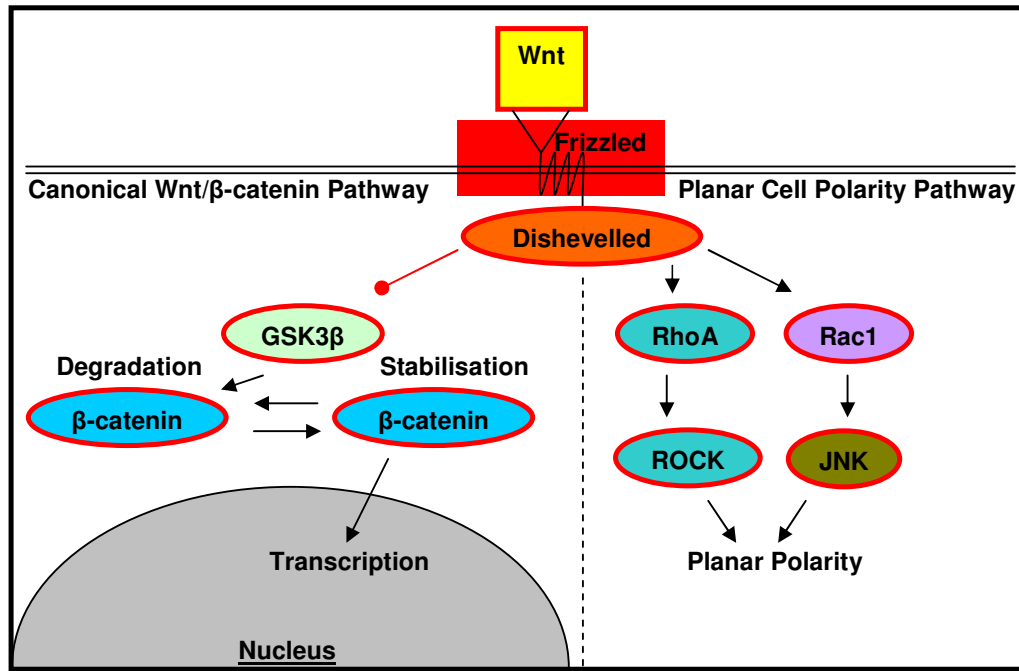 Wnt
Frizzled
Canonical Wnt/β-catenin Pathway
Planar Cell Polarity Pathway
Dishevelled
GSK3β
RhoA
Rac1
Degradation
Stabilisation
β-catenin
β-catenin
ROCK
JNK
Transcription
Planar Polarity
Nucleus